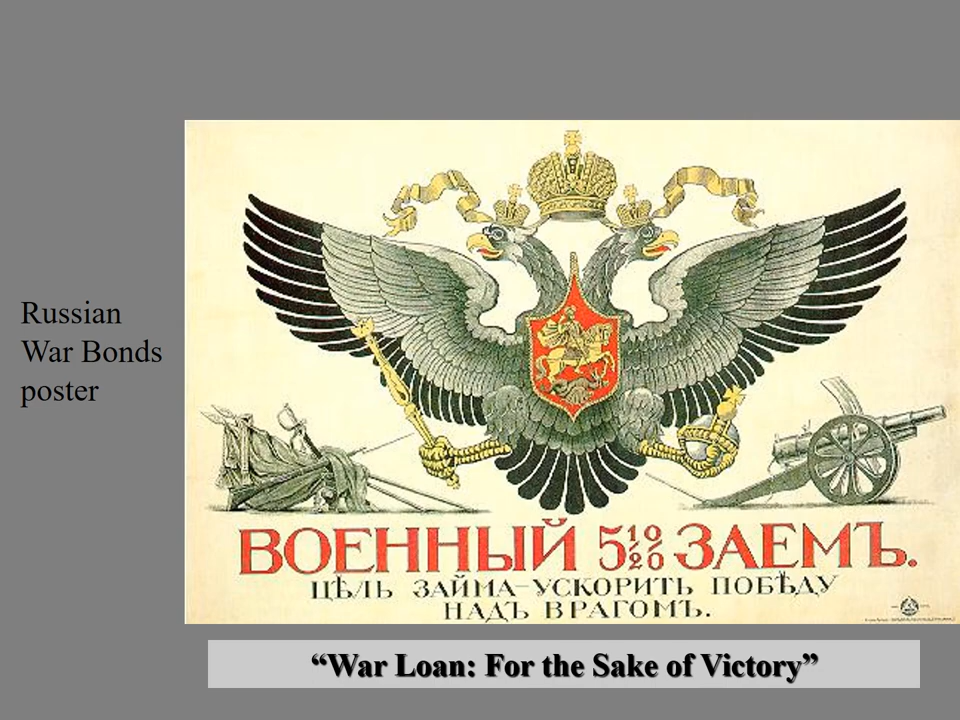 Russian
War Bonds
poster
ВОЕННЫЙ 5½% ЗАЕМЪ.
ЦѢЛЬ ЗАЙМА–УСКОРИТЬ ПОБѢДУ
НАДЪ ВРАГОМЪ.
“War Loan: For the Sake of Victory”